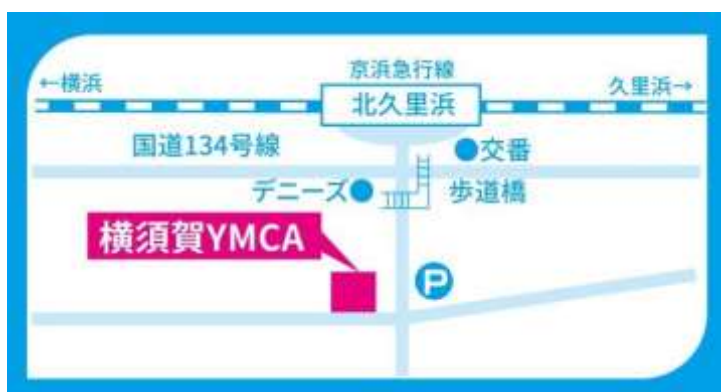 京浜急行線
←横浜
久里浜→
北久里浜
国道134号線
●交番
デニーズ●
歩道橋
横須賀YMCA
P